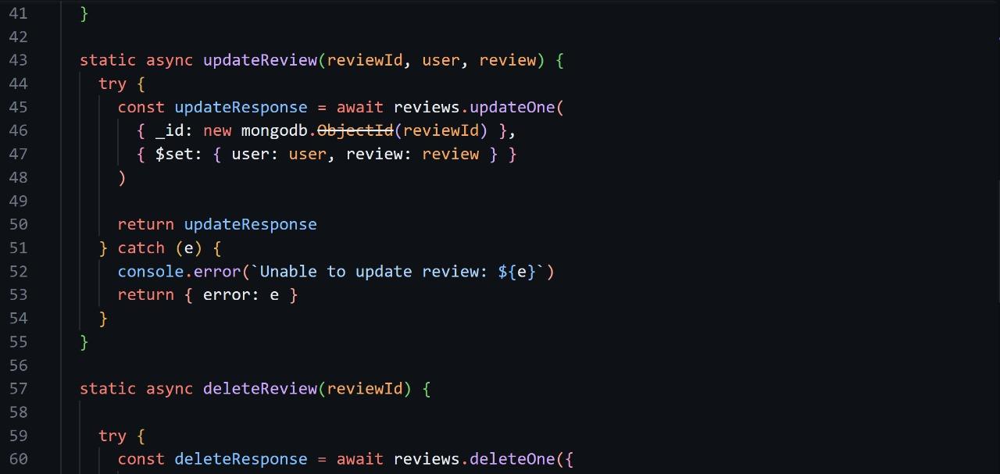 41 }
42
43 static async updateReview(reviewId, user, review) {
44 try {
45 const updateResponse = await reviews.updateOne(
46 { _id: new mongodb.ObjectId(reviewId) },
47 { $set: { user: user, review: review } }
48 )
49
50 return updateResponse
51 } catch (e) {
52 console.error(`Unable to update review: ${e}`)
53 return { error: e }
54 }
55 }
56
57 static async deleteReview(reviewId) {
58
59 try {
60 const deleteResponse = await reviews.deleteOne({